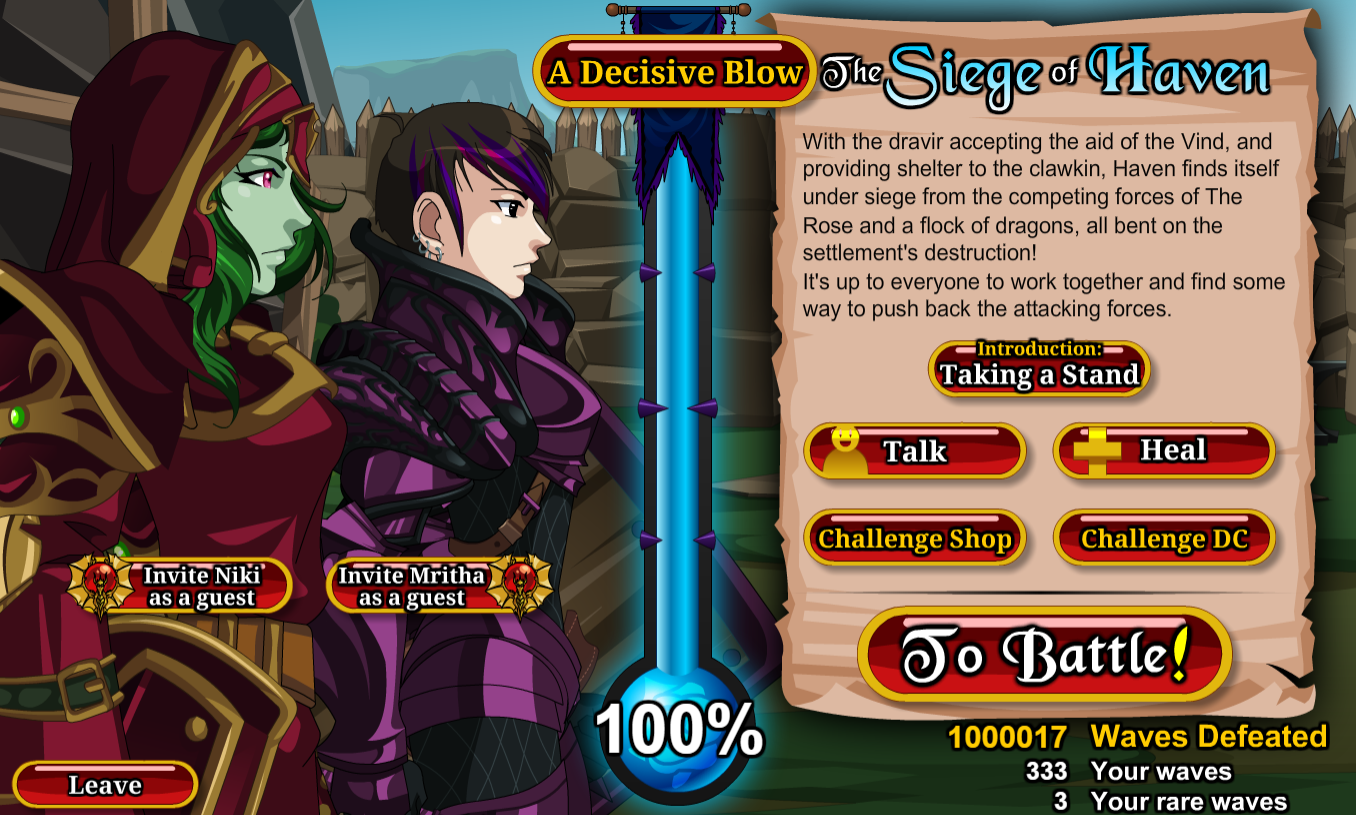 A Decisive Blow
The Siege of Haven
With the dravir accepting the aid of the Vind, and
providing shelter to the clawkin, Haven finds itself
under siege from the competing forces of The
Rose and a flock of dragons, all bent on the
settlement's destruction!
It's up to everyone to work together and find some
way to push back the attacking forces.
Introduction:
Taking a Stand
Talk
Heal
Challenge Shop
Challenge DC
Invite Niki
as a guest
Invite Mritha
as a guest
To Battle!
100%
1000017 Waves Defeated
333 Your waves
3 Your rare waves
Leave